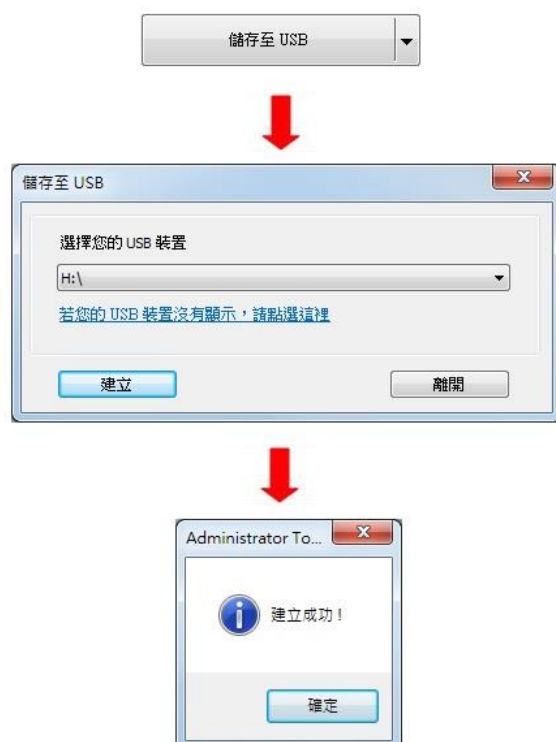 儲存至 USB
儲存至 USB
選擇您的 USB 裝置
H:\
若您的 USB 裝置沒有顯示，請點選這裡
建立
離開
Administrator To...
建立成功！
確定